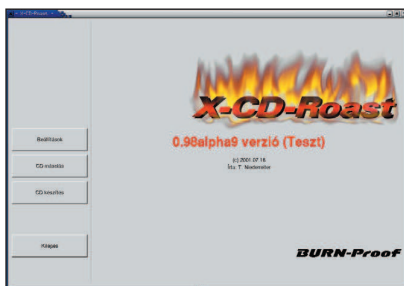 X-CD-Roast
X-CD-Roast
0.98alpha9 verzió (Teszt)
(c) 2001.07.16
Írta: T. Niederreiter
Beállítások
CD-másolás
CD készítés
Kilépés
BURN-Proof